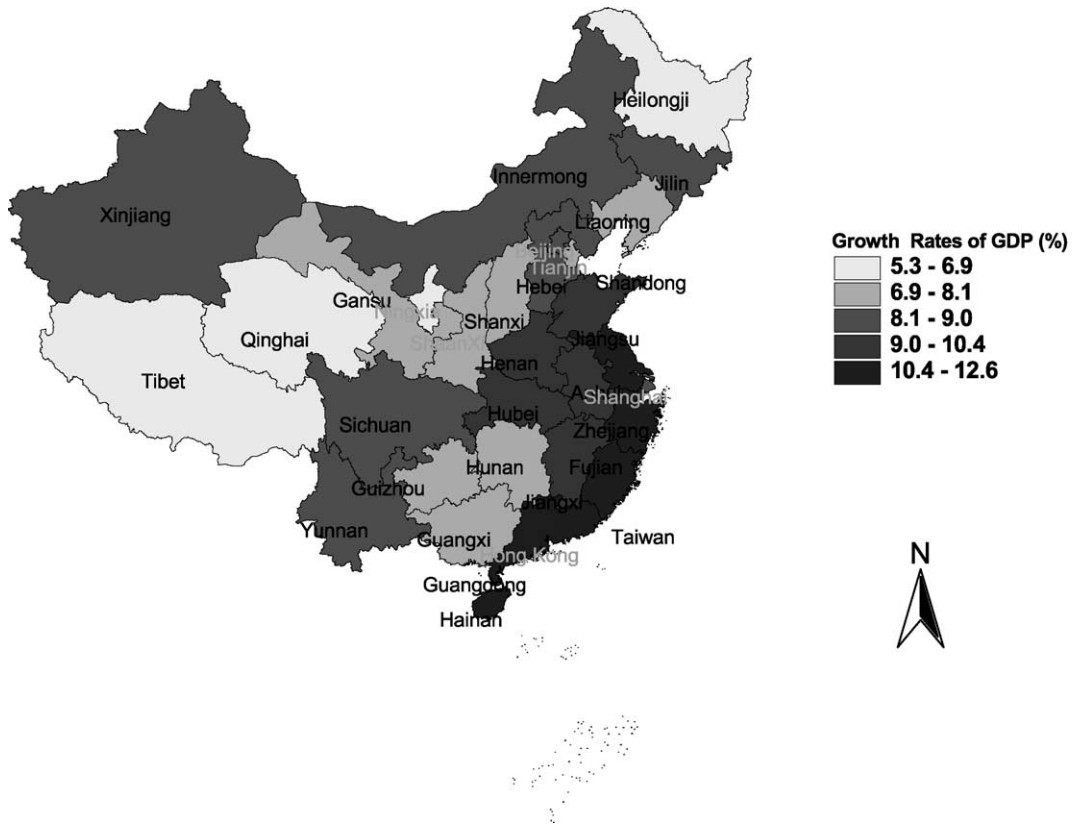 Heilongji
Innermong
Jilin
Xinjiang
Liaoning
Beijing
Tianjin
Hebei
Shandong
Gansu
Ningxia
Shanxi
Qinghai
ShaanXi
Jiangsu
Henan
Tibet
Anhui
Shanghai
Hubei
Sichuan
Zhejiang
Hunan
Fujian
Guizhou
Jiangxi
Yunnan
Guangxi
Taiwan
Hong Kong
Guangdong
Hainan
Growth Rates of GDP (%)
5.3 - 6.9
6.9 - 8.1
8.1 - 9.0
9.0 - 10.4
10.4 - 12.6
N